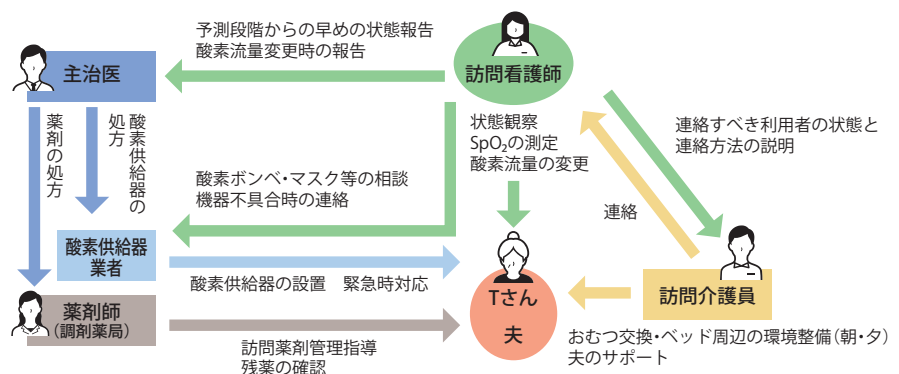 予測段階からの早めの状態報告
酸素流量変更時の報告
主治医
訪問看護師
薬剤の処方
酸素供給器の
処方
状態観察
SpO₂の測定
酸素流量の変更
連絡すべき利用者の状態と
連絡方法の説明
酸素ボンベ・マスク等の相談
機器不具合時の連絡
連絡
酸素供給器
業者
酸素供給器の設置　緊急時対応
Tさん
夫
訪問介護員
薬剤師
(調剤薬局)
訪問薬剤管理指導
残薬の確認
おむつ交換・ベッド周辺の環境整備(朝・夕)
夫のサポート